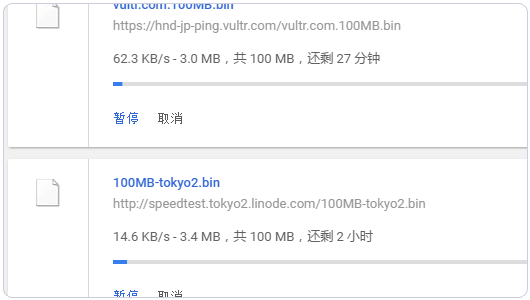 vultr.com.100MB.bin
https://hnd-jp-ping.vultr.com/vultr.com.100MB.bin
62.3 KB/s - 3.0 MB，共 100 MB，还剩 27 分钟
暂停 取消
100MB-tokyo2.bin
http://speedtest.tokyo2.linode.com/100MB-tokyo2.bin
14.6 KB/s - 3.4 MB，共 100 MB，还剩 2 小时
暂停 取消